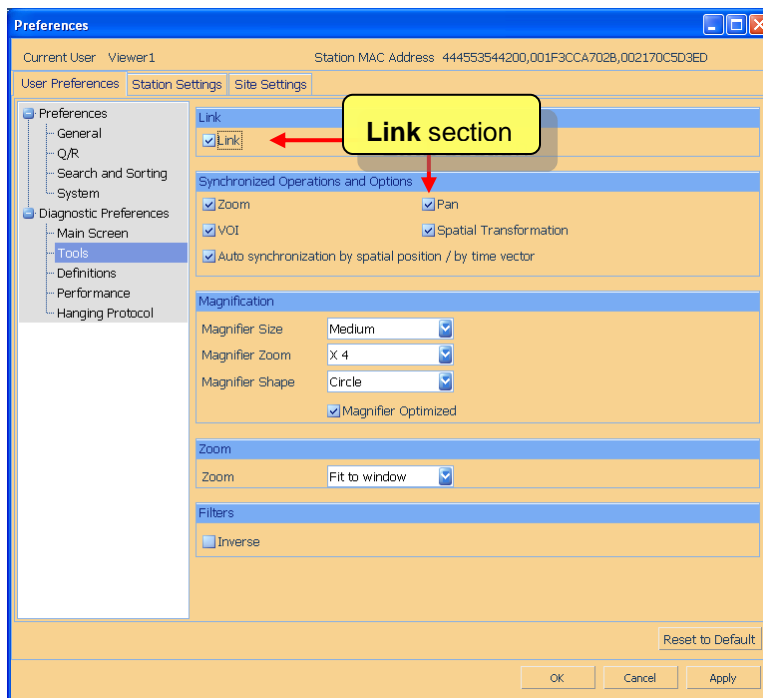 Preferences
Current User Viewer1 Station MAC Address 444553544200,001F3CCA702B,002170C5D3ED
User Preferences Station Settings Site Settings
Preferences
General
Q/R
Search and Sorting
System
Diagnostic Preferences
Main Screen
Tools
Definitions
Performance
Hanging Protocol
Link
Link
Link section
Synchronized Operations and Options
Zoom Pan
VOI Spatial Transformation
Auto synchronization by spatial position / by time vector
Magnification
Magnifier Size Medium
Magnifier Zoom X 4
Magnifier Shape Circle
Magnifier Optimized
Zoom
Zoom Fit to window
Filters
Inverse
Reset to Default
OK Cancel Apply